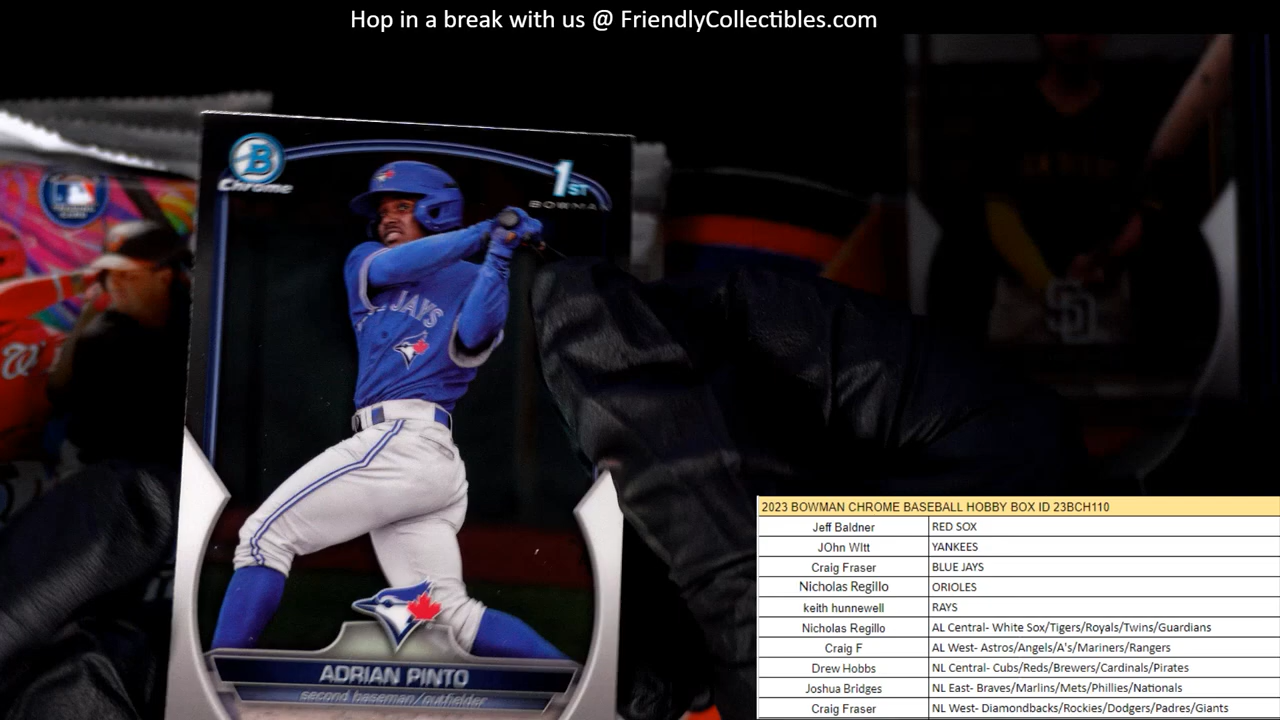 Hop in a break with us @ FriendlyCollectibles.com
B
Chrome
1ST
BOWMA
JAYS
W
SD
ADRIAN PINTO
second baseman/outfielder
2023 BOWMAN CHROME BASEBALL HOBBY BOX ID 23BCH110
Jeff Baldner RED SOX
JOhn WItt YANKEES
Craig Fraser BLUE JAYS
Nicholas Regillo ORIOLES
keith hunnewell RAYS
Nicholas Regillo AL Central- White Sox/Tigers/Royals/Twins/Guardians
Craig F AL West- Astros/Angels/A's/Mariners/Rangers
Drew Hobbs NL Central- Cubs/Reds/Brewers/Cardinals/Pirates
Joshua Bridges NL East- Braves/Marlins/Mets/Phillies/Nationals
Craig Fraser NL West- Diamondbacks/Rockies/Dodgers/Padres/Giants